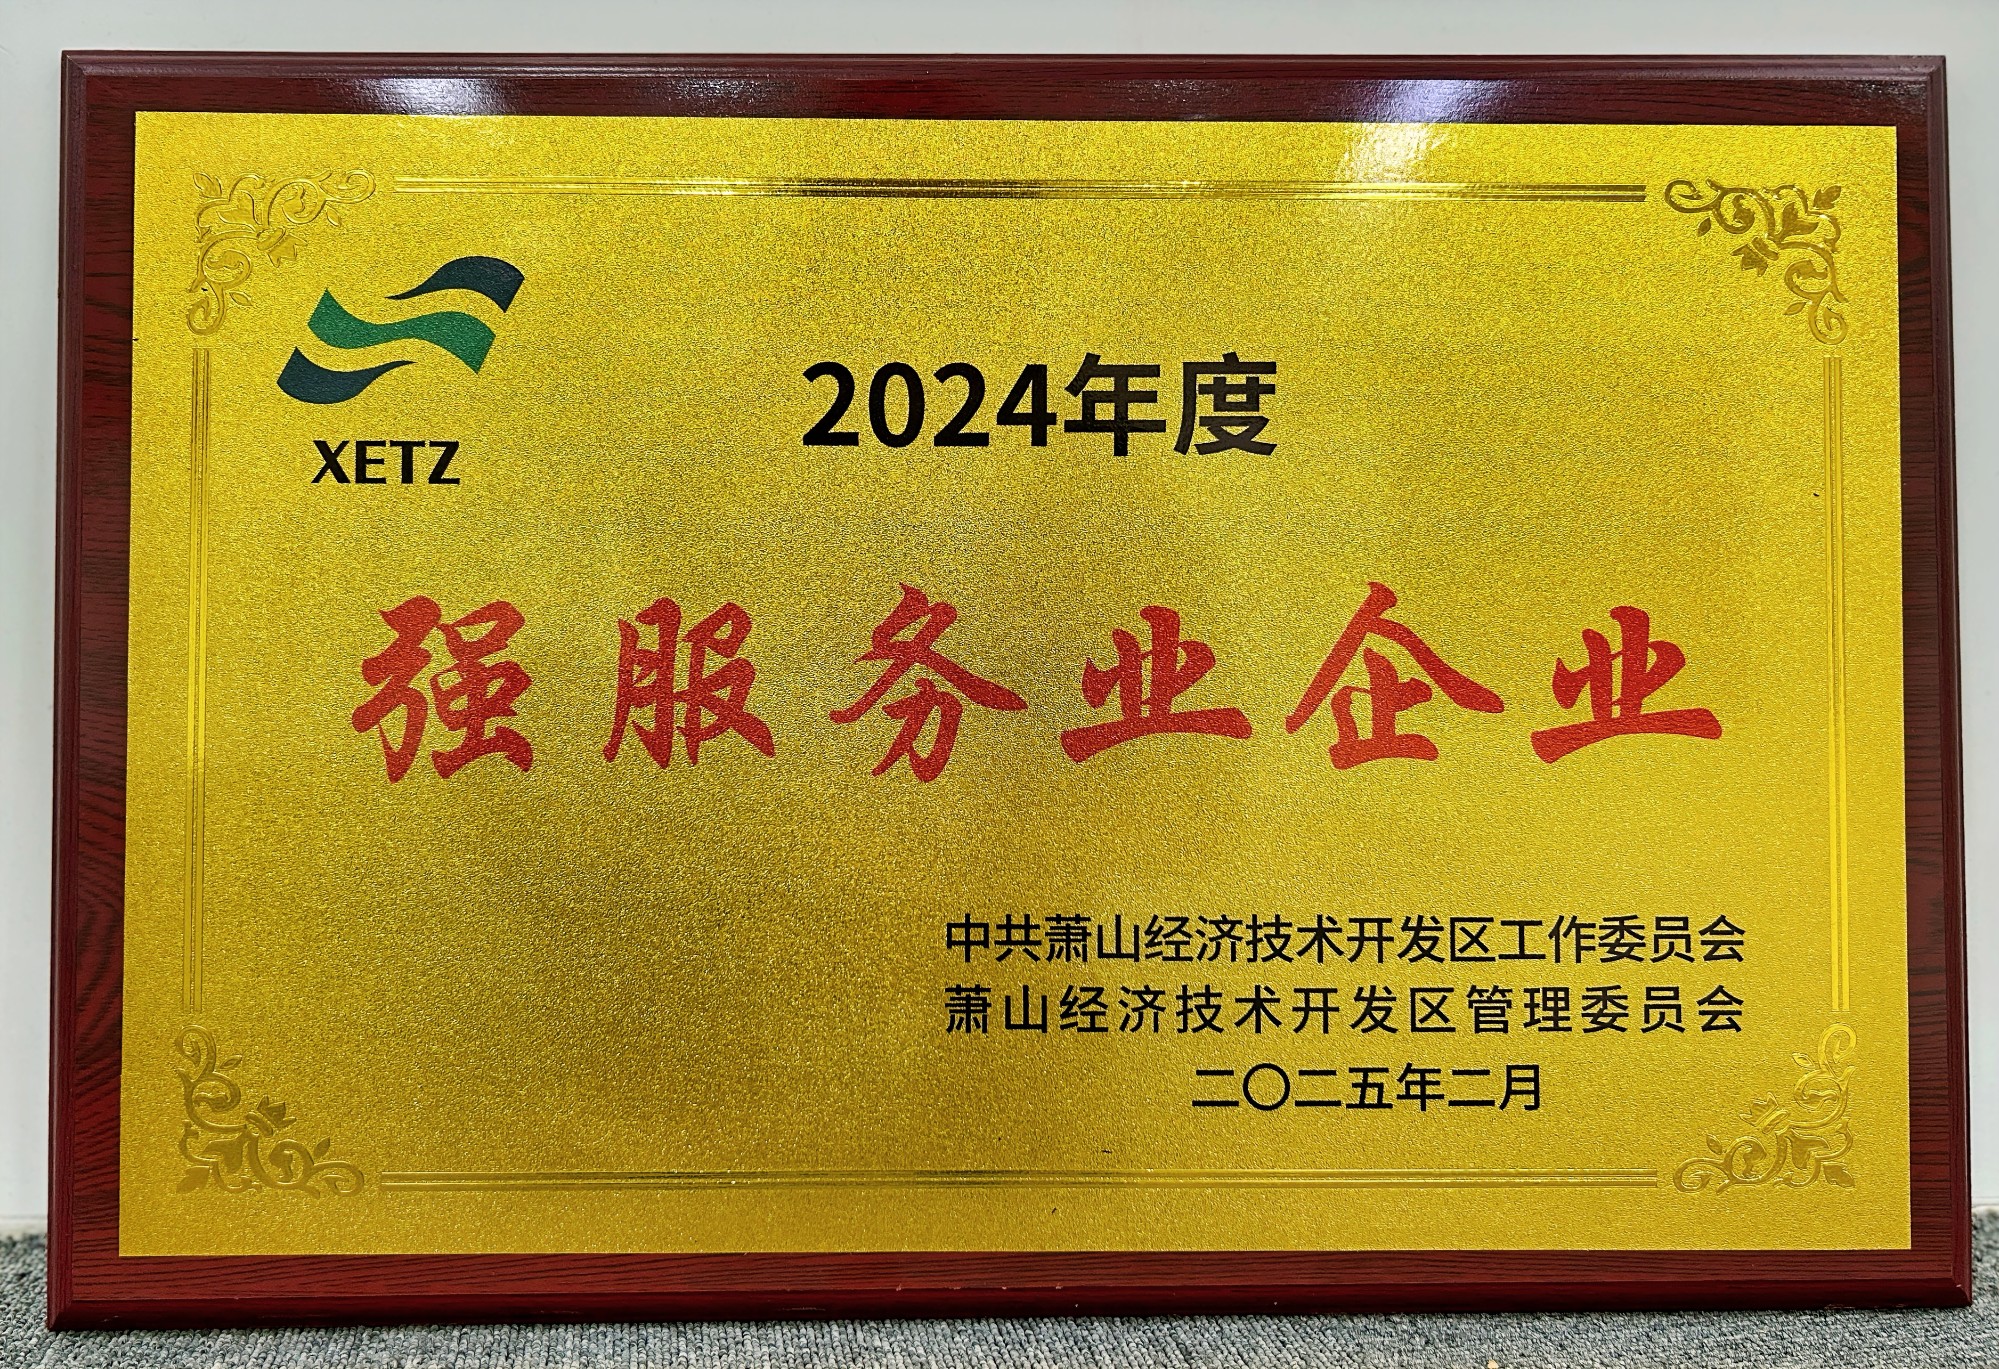 XETZ
2024年度
强服务业企业
中共萧山经济技术开发区工作委员会
萧山经济技术开发区管理委员会
二〇二五年二月